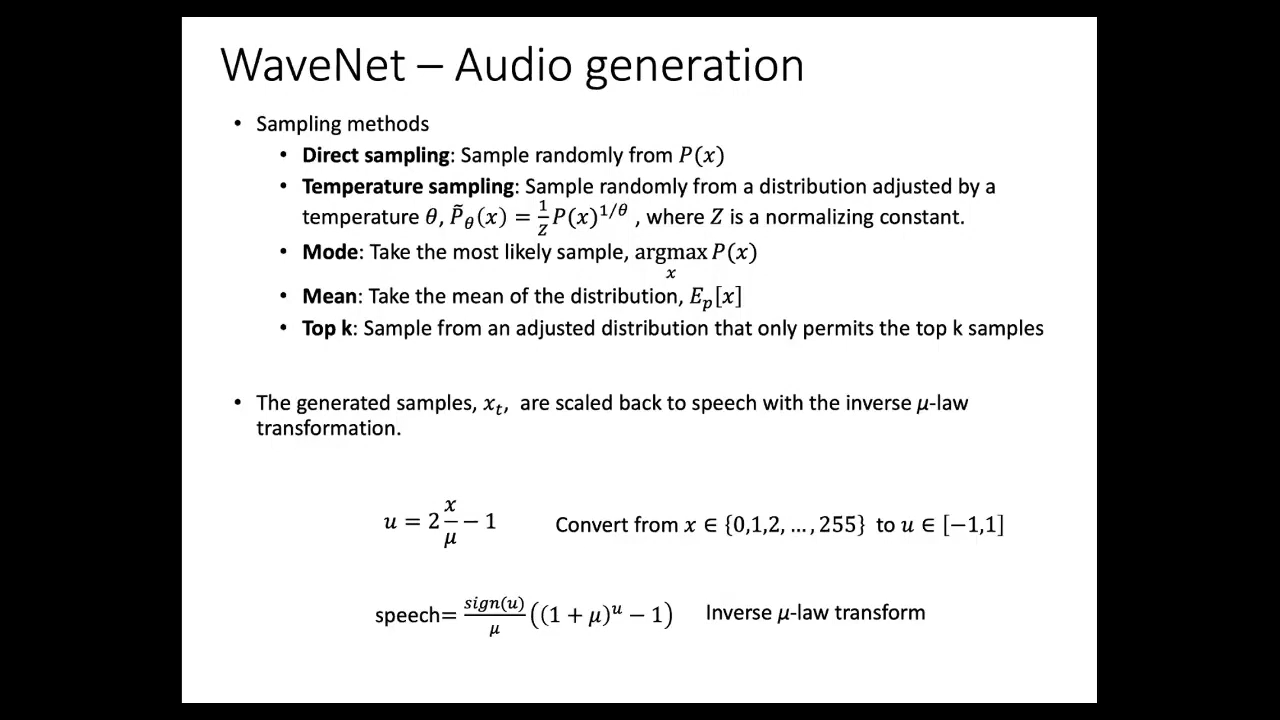 WaveNet – Audio generation
• Sampling methods
• Direct sampling: Sample randomly from P(x)
• Temperature sampling: Sample randomly from a distribution adjusted by a
temperature θ, P̃_θ(x) = 1/Z P(x)^{1/θ} , where Z is a normalizing constant.
• Mode: Take the most likely sample, argmax_x P(x)
• Mean: Take the mean of the distribution, E_p[x]
• Top k: Sample from an adjusted distribution that only permits the top k samples
• The generated samples, x_t, are scaled back to speech with the inverse μ-law
transformation.
u = 2 x/μ − 1 Convert from x ∈ {0,1,2, … , 255} to u ∈ [−1,1]
speech= sign(u)/μ ((1 + μ)^u − 1) Inverse μ-law transform